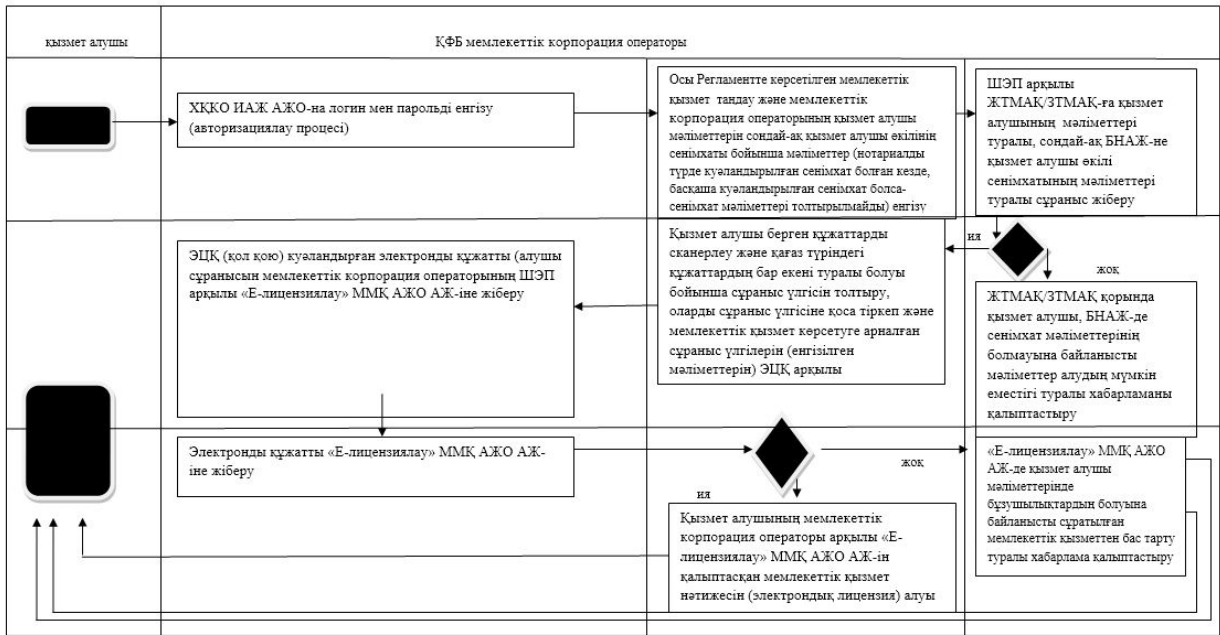 қызмет алушы
ҚФБ мемлекеттік корпорация операторы
ХҚКО ИАЖ АЖО-на логин мен парольді енгізу
(авторизациялау процесі)
Осы Регламентте көрсетілген мемлекеттік
қызмет таңдау және мемлекеттік
корпорация операторының қызмет алушы
мәліметтерін сондай-ақ қызмет алушы өкілінің
сенімхаты бойынша мәліметтер (нотариалды
түрде куәландырылған сенімхат болған кезде,
басқаша куәландырылған сенімхат болса-
сенімхат мәліметтері толтырылмайды) енгізу
ШЭП арқылы
ЖТМАҚ/ЗТМАҚ-ға қызмет
алушының мәліметтері
туралы, сондай-ақ БНАЖ-не
қызмет алушы өкілі
сенімхатының мәліметтері
туралы сұраныс жіберу
ЭЦҚ (қол қою) куәландырған электронды құжатты (алушы
сұранысын мемлекеттік корпорация операторының ШЭП
арқылы «Е-лицензиялау» ММҚ АЖО АЖ-іне жіберу
Қызмет алушы берген құжаттарды
сканерлеу және қағаз түріндегі
құжаттардың бар екені туралы болуы
бойынша сұраныс үлгісін толтыру,
оларды сұраныс үлгісіне қоса тіркеп және
мемлекеттік қызмет көрсетуге арналған
сұраныс үлгілерін (енгізілген
мәліметтерін) ЭЦҚ арқылы
ия
жоқ
ЖТМАҚ/ЗТМАҚ қорында
қызмет алушы, БНАЖ-де
сенімхат мәліметтерінің
болмауына байланысты
мәліметтер алудың мүмкін
еместігі туралы хабарламаны
қалыптастыру
Электронды құжатты «Е-лицензиялау» ММҚ АЖО АЖ-
іне жіберу
жоқ
ия
«Е-лицензиялау» ММҚ АЖО
АЖ-де қызмет алушы
мәліметтерінде
бұзушылықтардың болуына
байланысты сұратылған
мемлекеттік қызметтен бас тарту
туралы хабарлама қалыптастыру
Қызмет алушының мемлекеттік
корпорация операторы арқылы «Е-
лицензиялау» ММҚ АЖО АЖ-ін
қалыптасқан мемлекеттік қызмет
нәтижесін (электрондық лицензия) алуы